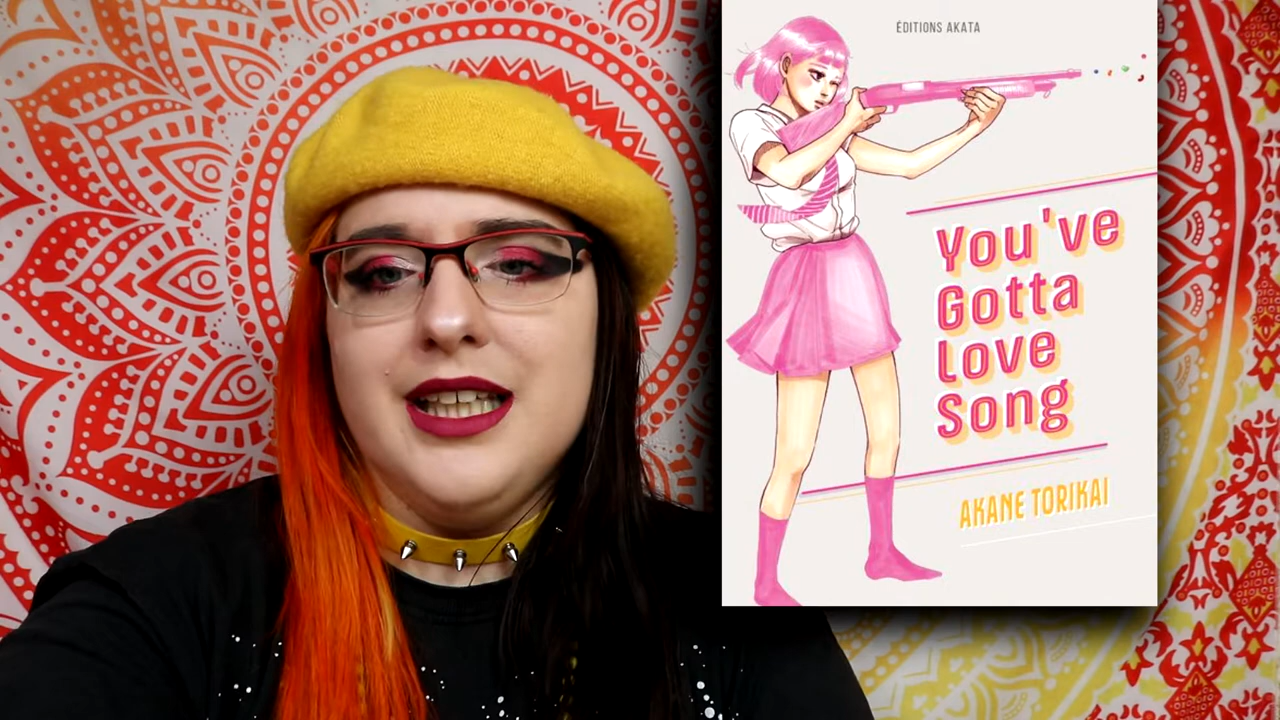 ÉDITIONS AKATA
You've
Gotta
Love
Song
AKANE TORIKAI